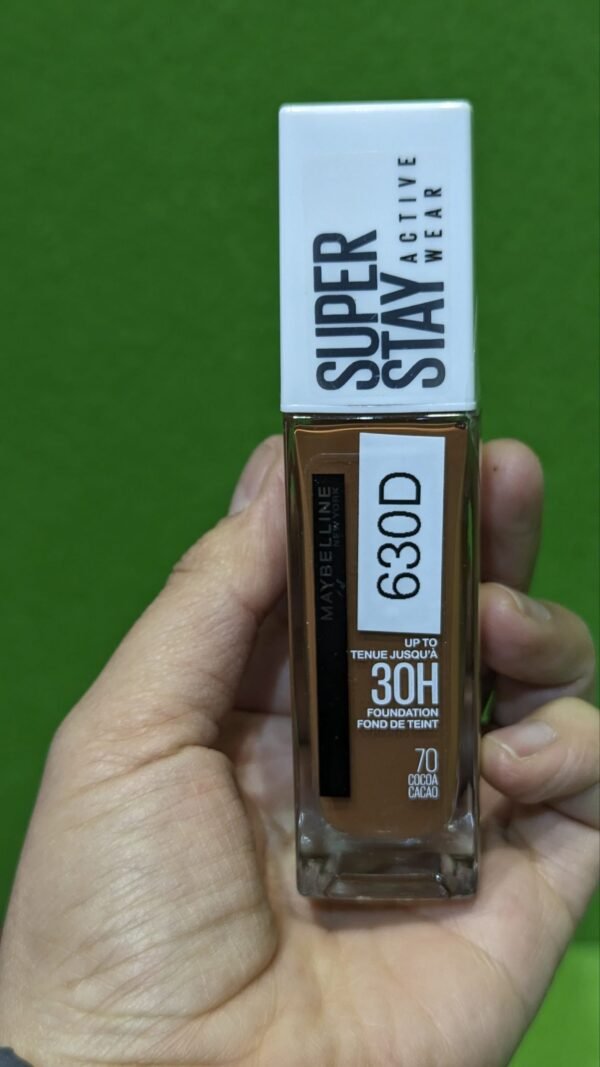 SUPER
STAY
ACTIVE
WEAR
MAYBELLINE
NEW YORK
630D
UP TO
TENUE JUSQU'À
30H
FOUNDATION
FOND DE TEINT
70
COCOA
CACAO